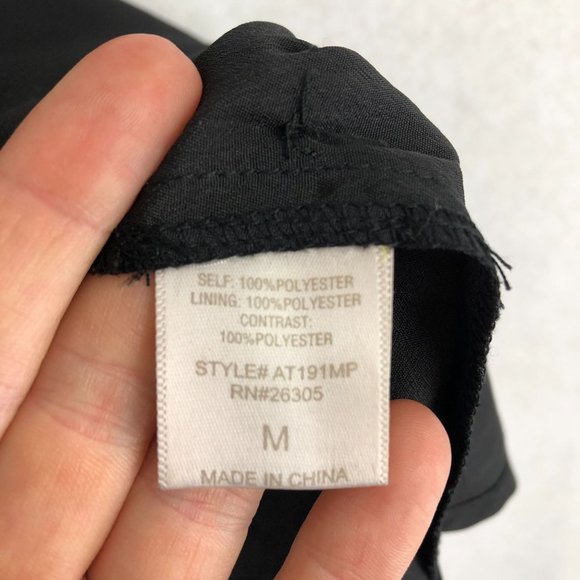 SELF: 100%POLYESTER
LINING: 100%POLYESTER
CONTRAST:
100%POLYESTER
STYLE# AT191MP
RN#26305
M
MADE IN CHINA